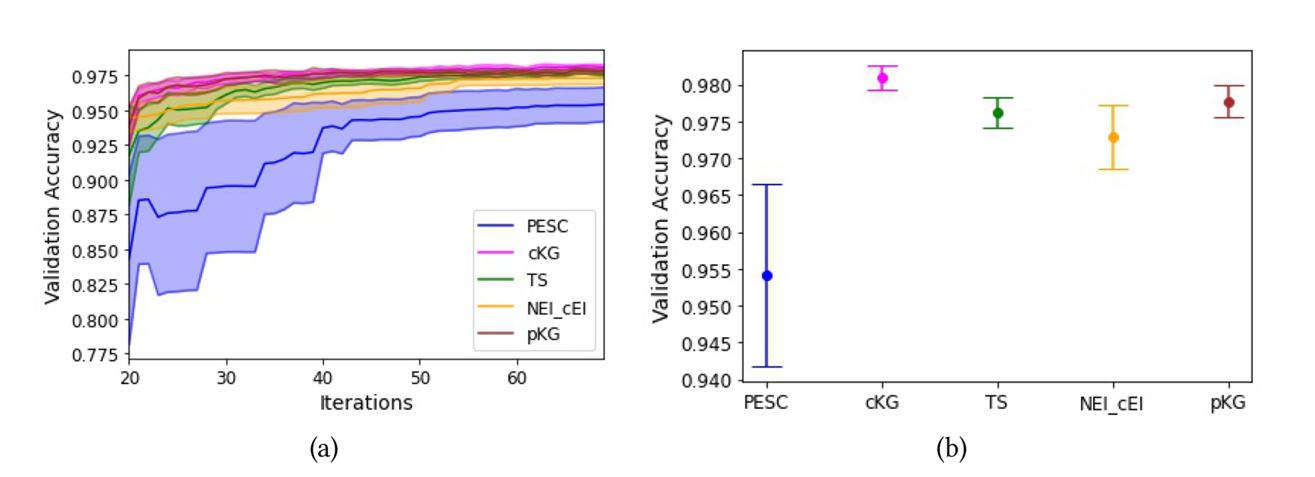 Validation Accuracy
0.975
0.950
0.925
0.900
0.875
0.850
0.825
0.800
0.775
20 30 40 50 60
Iterations
PESC
cKG
TS
NEI_cEI
pKG
(a)
Validation Accuracy
0.980
0.975
0.970
0.965
0.960
0.955
0.950
0.945
0.940
PESC cKG TS NEI_cEI pKG
(b)